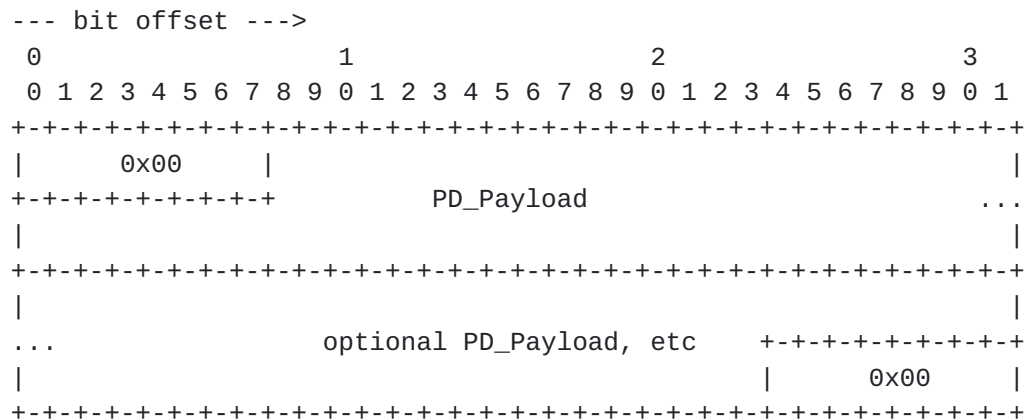 --- bit offset --->
 0                   1                   2                   3
 0 1 2 3 4 5 6 7 8 9 0 1 2 3 4 5 6 7 8 9 0 1 2 3 4 5 6 7 8 9 0 1
+-+-+-+-+-+-+-+-+-+-+-+-+-+-+-+-+-+-+-+-+-+-+-+-+-+-+-+-+-+-+-+-+
|      0x00     |                                               |
+-+-+-+-+-+-+-+-+          PD_Payload                         ...
|                                                               |
+-+-+-+-+-+-+-+-+-+-+-+-+-+-+-+-+-+-+-+-+-+-+-+-+-+-+-+-+-+-+-+-+
|                                                               |
...                 optional PD_Payload, etc    +-+-+-+-+-+-+-+-+
|                                               |      0x00     |
+-+-+-+-+-+-+-+-+-+-+-+-+-+-+-+-+-+-+-+-+-+-+-+-+-+-+-+-+-+-+-+-+